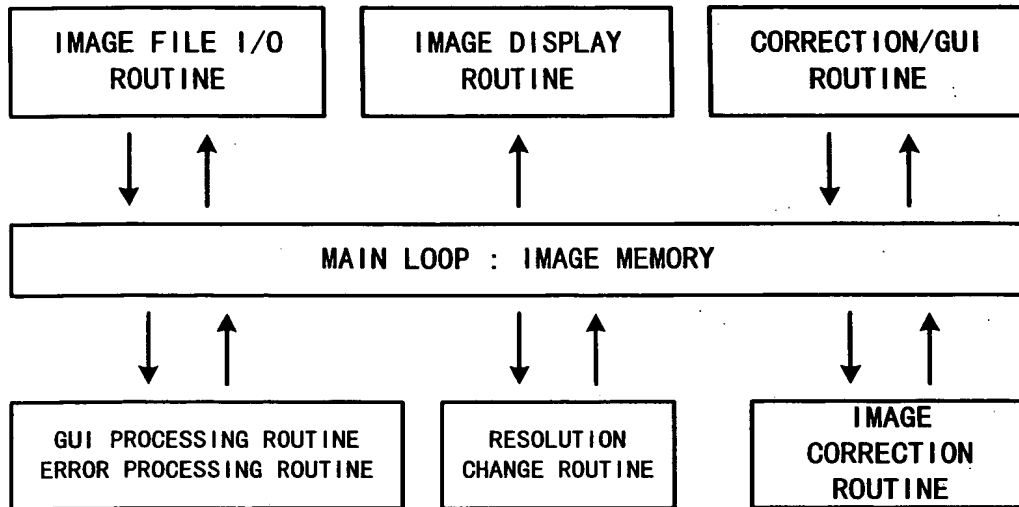 IMAGE FILE I/O
ROUTINE
IMAGE DISPLAY
ROUTINE
CORRECTION/GUI
ROUTINE
MAIN LOOP : IMAGE MEMORY
GUI PROCESSING ROUTINE
ERROR PROCESSING ROUTINE
RESOLUTION
CHANGE ROUTINE
IMAGE
CORRECTION
ROUTINE